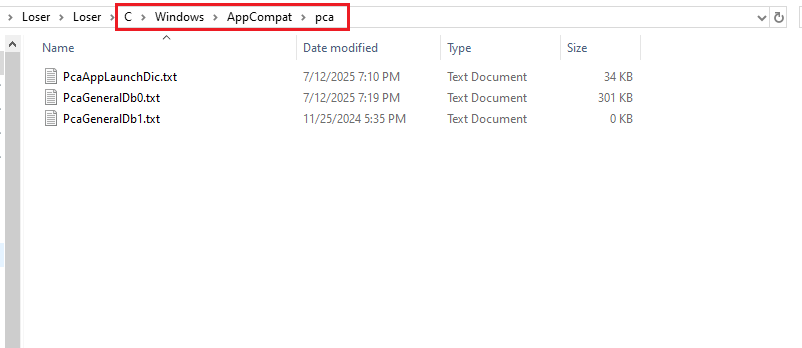 Loser > Loser > C > Windows > AppCompat > pca
Name Date modified Type Size
PcaAppLaunchDic.txt 7/12/2025 7:10 PM Text Document 34 KB
PcaGeneralDb0.txt 7/12/2025 7:19 PM Text Document 301 KB
PcaGeneralDb1.txt 11/25/2024 5:35 PM Text Document 0 KB